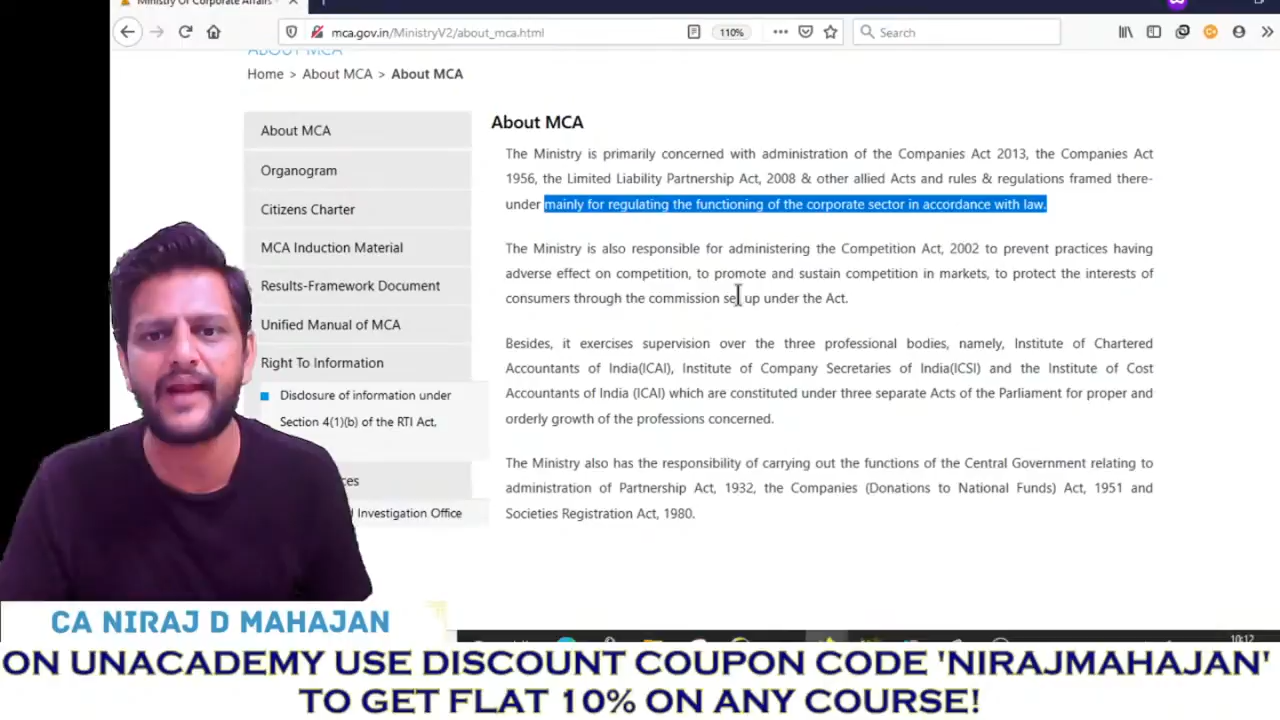 Ministry Of Corporate Affairs
mca.gov.in/MinistryV2/about_mca.html
110%
Search
ABOUT MCA
Home > About MCA > About MCA
About MCA
Organogram
Citizens Charter
MCA Induction Material
Results-Framework Document
Unified Manual of MCA
Right To Information
Disclosure of information under
Section 4(1)(b) of the RTI Act,
Investigation Office
About MCA
The Ministry is primarily concerned with administration of the Companies Act 2013, the Companies Act
1956, the Limited Liability Partnership Act, 2008 & other allied Acts and rules & regulations framed there-
under mainly for regulating the functioning of the corporate sector in accordance with law.
The Ministry is also responsible for administering the Competition Act, 2002 to prevent practices having
adverse effect on competition, to promote and sustain competition in markets, to protect the interests of
consumers through the commission set up under the Act.
Besides, it exercises supervision over the three professional bodies, namely, Institute of Chartered
Accountants of India(ICAI), Institute of Company Secretaries of India(ICSI) and the Institute of Cost
Accountants of India (ICAI) which are constituted under three separate Acts of the Parliament for proper and
orderly growth of the professions concerned.
The Ministry also has the responsibility of carrying out the functions of the Central Government relating to
administration of Partnership Act, 1932, the Companies (Donations to National Funds) Act, 1951 and
Societies Registration Act, 1980.
10:12
CA NIRAJ D MAHAJAN
ON UNACADEMY USE DISCOUNT COUPON CODE 'NIRAJMAHAJAN'
TO GET FLAT 10% ON ANY COURSE!